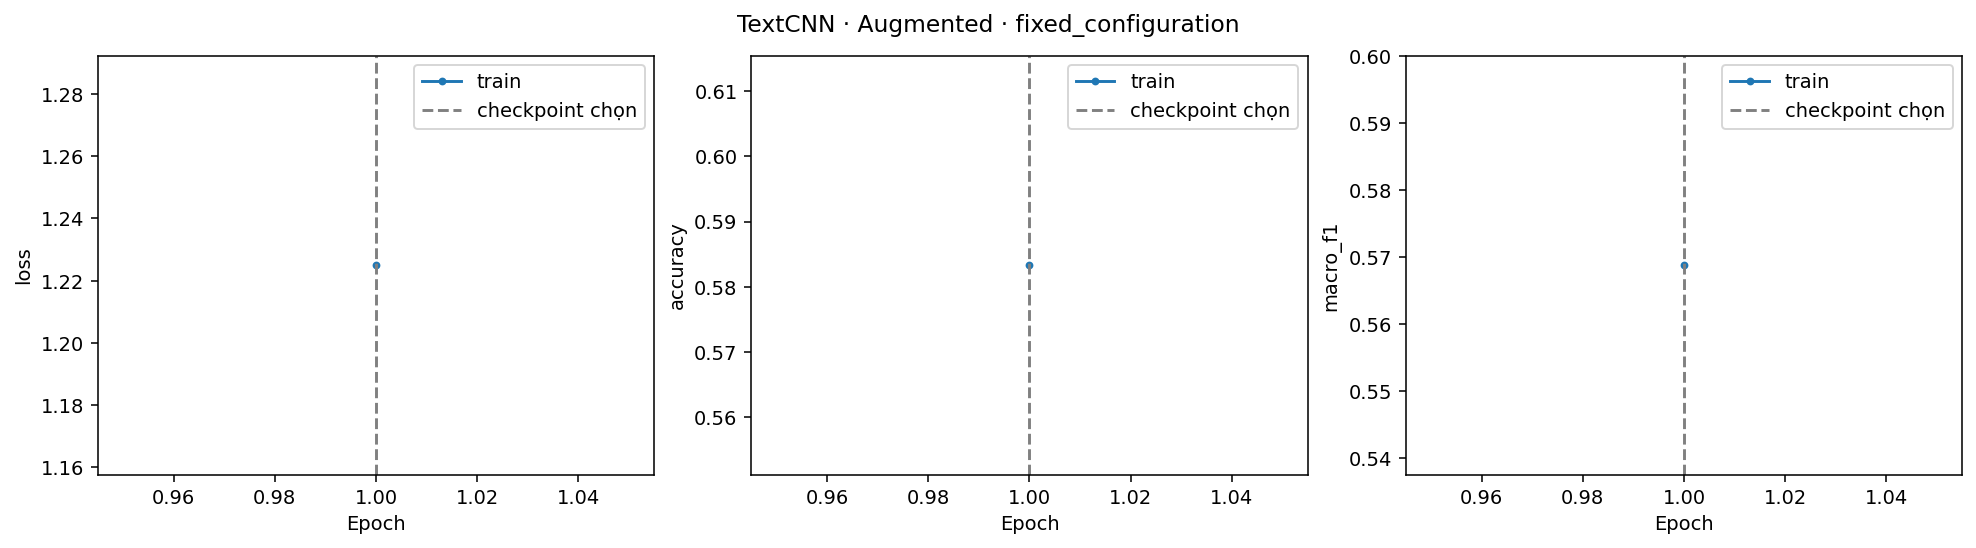 TextCNN · Augmented · fixed_configuration
loss
1.28
1.26
1.24
1.22
1.20
1.18
1.16
0.96 0.98 1.00 1.02 1.04
Epoch
train
checkpoint chọn
accuracy
0.61
0.60
0.59
0.58
0.57
0.56
0.96 0.98 1.00 1.02 1.04
Epoch
train
checkpoint chọn
macro_f1
0.60
0.59
0.58
0.57
0.56
0.55
0.54
0.96 0.98 1.00 1.02 1.04
Epoch
train
checkpoint chọn